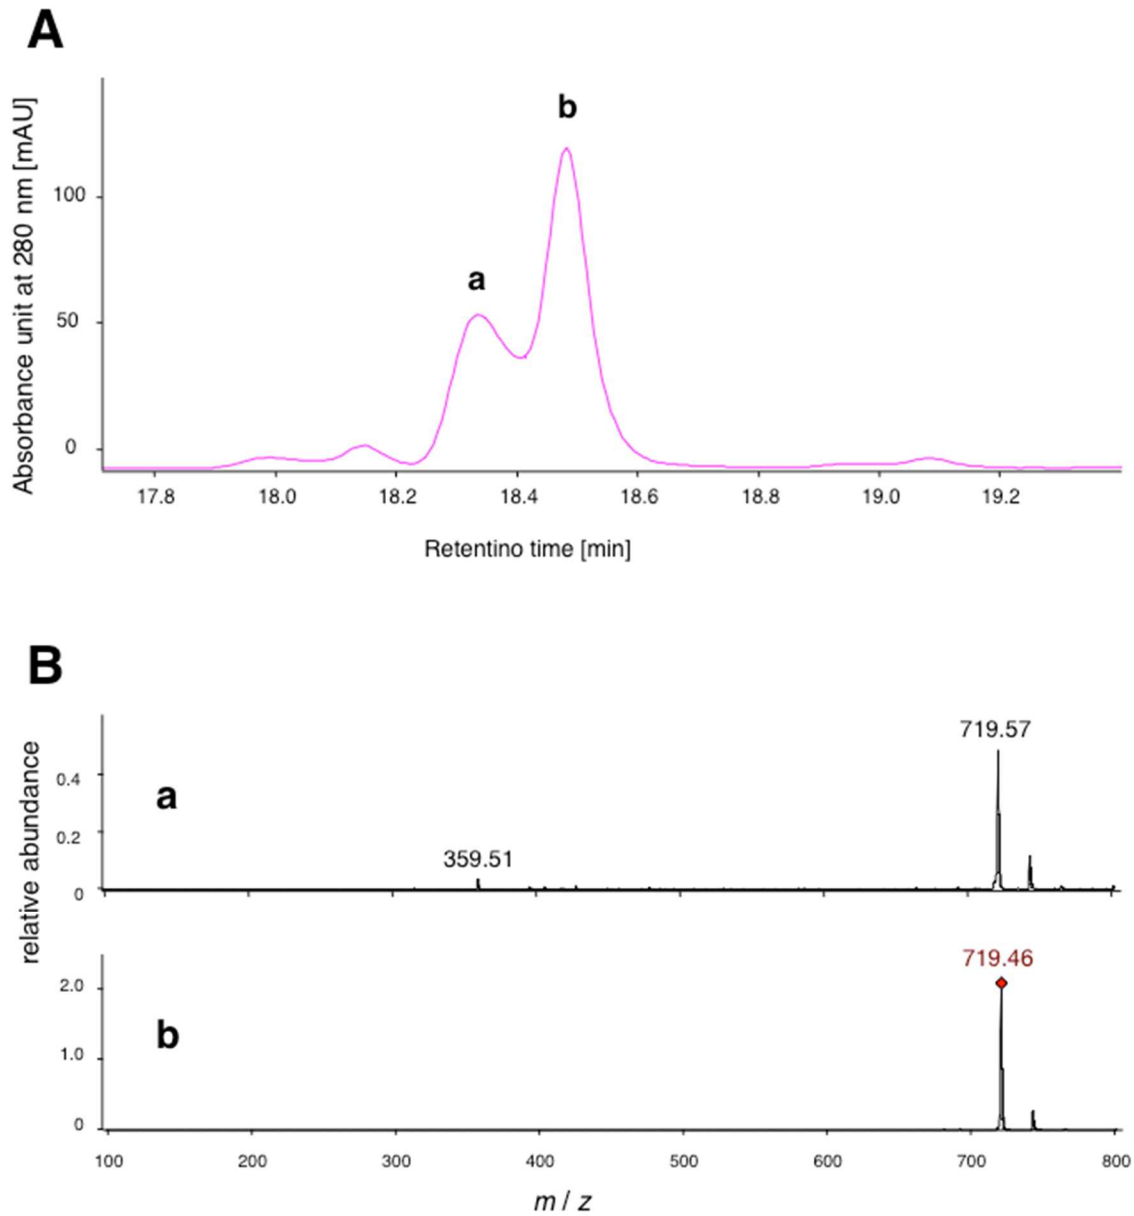 A
Absorbance unit at 280 nm [mAU]
100
50
0
a
b
17.8 18.0 18.2 18.4 18.6 18.8 19.0 19.2
Retentino time [min]
B
relative abundance
719.57
0.4
a
0.2
359.51
0
719.46
2.0
b
1.0
0
100 200 300 400 500 600 700 800
m / z